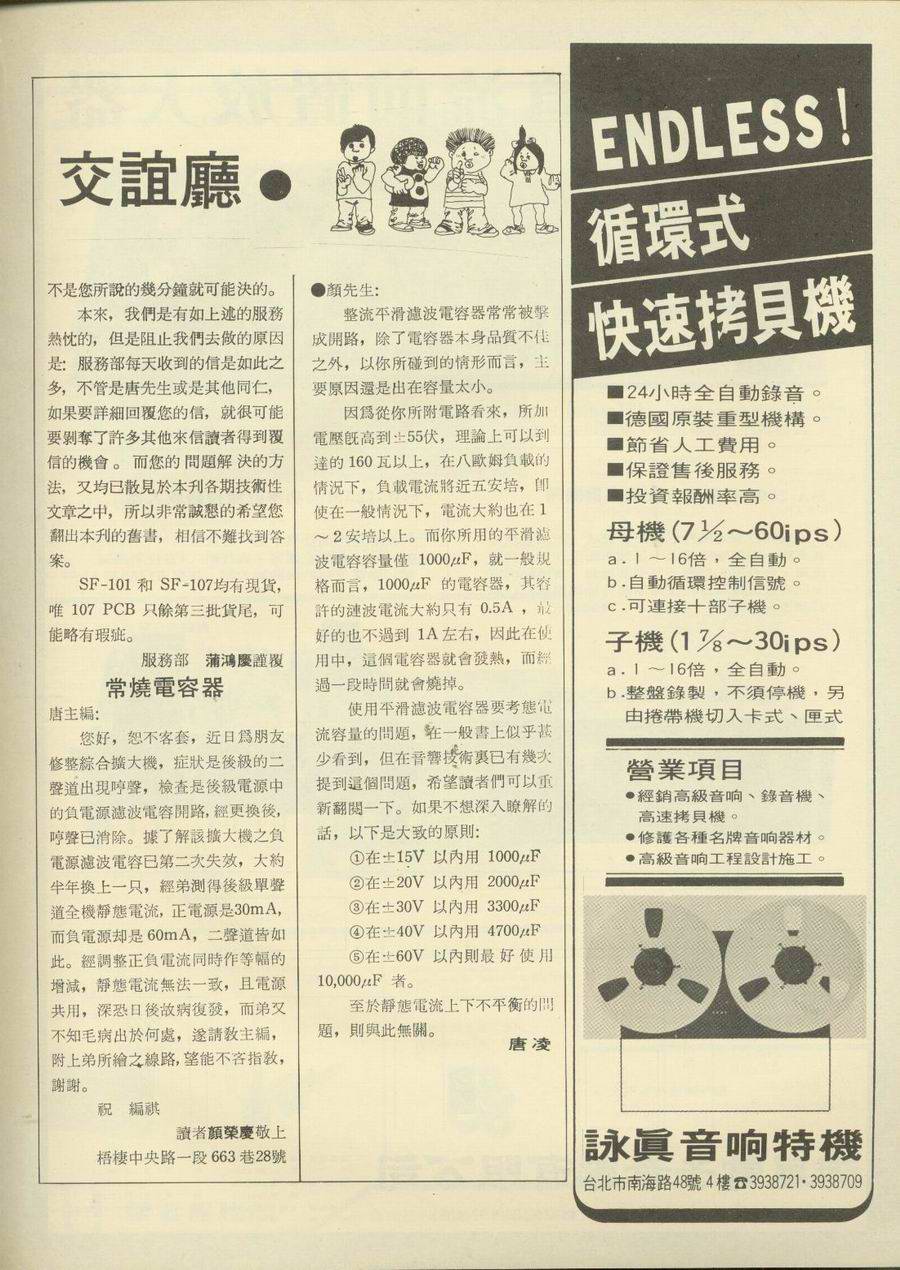 交誼廳●
不是您所說的幾分鐘就可能決的。
本來，我們是有如上述的服務
熱忱的，但是阻止我們去做的原因
是：服務部每天收到的信是如此之
多，不管是唐先生或是其他同仁，
如果要詳細回覆您的信，就很可能
要剝奪了許多其他來信讀者得到覆
信的機會。而您的問題解決的方
法，又均已散見於本刊各期技術性
文章之中，所以非常誠懇的希望您
翻出本刊的舊書，相信不難找到答
案。
SF-101 和 SF-107均有現貨，
唯 107 PCB 只餘第三批貨尾，可
能略有瑕疵。
服務部 蒲鴻慶謹覆
常燒電容器
唐主編：
您好，恕不客套，近日爲朋友
修整綜合擴大機，症狀是後級的二
聲道出現哼聲，檢查是後級電源中
的負電源濾波電容開路，經更換後，
哼聲已消除。據了解該擴大機之負
電源濾波電容已第二次失效，大約
半年換上一只，經弟測得後級單聲
道全機靜態電流，正電源是30mA，
而負電源却是 60mA，二聲道皆如
此。經調整正負電流同時作等幅的
增減，靜態電流無法一致，且電源
共用，深恐日後故病復發，而弟又
不知毛病出於何處，遂請教主編，
附上弟所繪之線路，望能不吝指教，
謝謝。
祝 編祺
讀者顏榮慶敬上
梧棲中央路一段 663 巷28號
●顏先生：
整流平滑濾波電容器常常被擊
成開路，除了電容器本身品質不佳
之外，以你所碰到的情形而言，主
要原因還是出在容量太小。
因爲從你所附電路看來，所加
電壓旣高到±55伏，理論上可以到
達的 160 瓦以上，在八歐姆負載的
情況下，負載電流將近五安培，卽
使在一般情況下，電流大約也在 1
～2 安培以上。而你所用的平滑濾
波電容容量僅 1000μF，就一般規
格而言，1000μF 的電容器，其容
許的漣波電流大約只有 0.5A，最
好的也不過到 1A左右，因此在使
用中，這個電容器就會發熱，而經
過一段時間就會燒掉。
使用平滑濾波電容器要考態電
流容量的問題，在一般書上似乎甚
少看到，但在音響技術裏已有幾次
提到這個問題，希望讀者們可以重
新翻閱一下。如果不想深入瞭解的
話，以下是大致的原則：
①在±15V 以內用 1000μF
②在±20V 以內用 2000μF
③在±30V 以內用 3300μF
④在±40V 以內用 4700μF
⑤在±60V 以內則最好使用
10,000μF 者。
至於靜態電流上下不平衡的問
題，則與此無關。
唐凌
ENDLESS!
循環式
快速拷貝機
■24小時全自動錄音。
■德國原裝重型機構。
■節省人工費用。
■保證售後服務。
■投資報酬率高。
母機(7½～60ips)
a.1～16倍，全自動。
b.自動循環控制信號。
c.可連接十部子機。
子機(1⅞～30ips)
a.1～16倍，全自動。
b.整盤錄製，不須停機，另
由捲帶機切入卡式、匣式
營業項目
●經銷高級音响、錄音機、
高速拷貝機。
●修護各種名牌音响器材。
●高級音响工程設計施工。
詠眞音响特機
台北市南海路48號4樓☎3938721·3938709